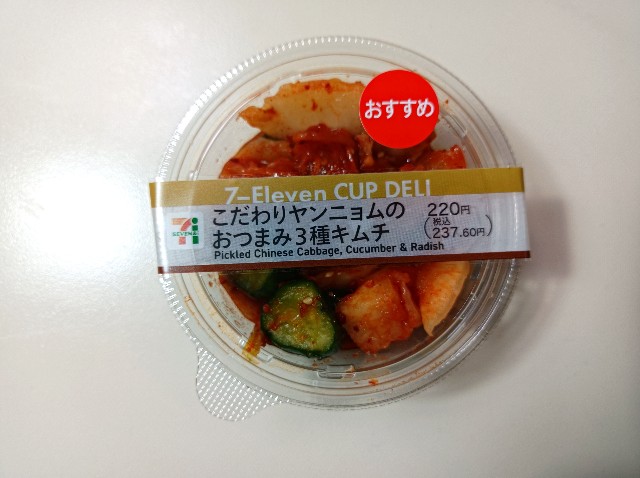 おすすめ
7-Eleven CUP DELI
7
ELEVEN
こだわりヤンニョムの
おつまみ3種キムチ
220円
(税込
237.60円)
Pickled Chinese Cabbage, Cucumber & Radish